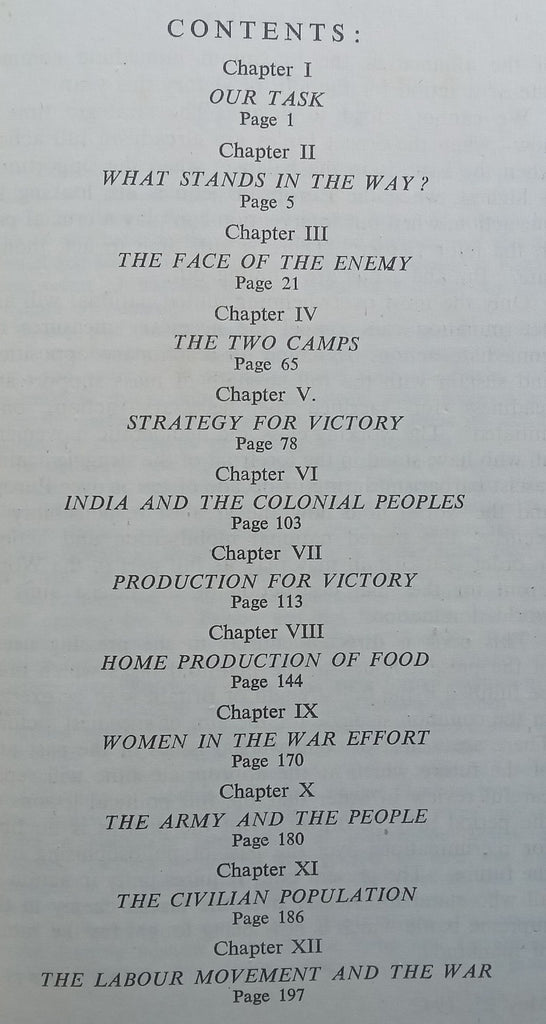 CONTENTS:
Chapter I
OUR TASK
Page 1
Chapter II
WHAT STANDS IN THE WAY?
Page 5
Chapter III
THE FACE OF THE ENEMY
Page 21
Chapter IV
THE TWO CAMPS
Page 65
Chapter V.
STRATEGY FOR VICTORY
Page 78
Chapter VI
INDIA AND THE COLONIAL PEOPLES
Page 103
Chapter VII
PRODUCTION FOR VICTORY
Page 113
Chapter VIII
HOME PRODUCTION OF FOOD
Page 144
Chapter IX
WOMEN IN THE WAR EFFORT
Page 170
Chapter X
THE ARMY AND THE PEOPLE
Page 180
Chapter XI
THE CIVILIAN POPULATION
Page 186
Chapter XII
THE LABOUR MOVEMENT AND THE WAR
Page 197